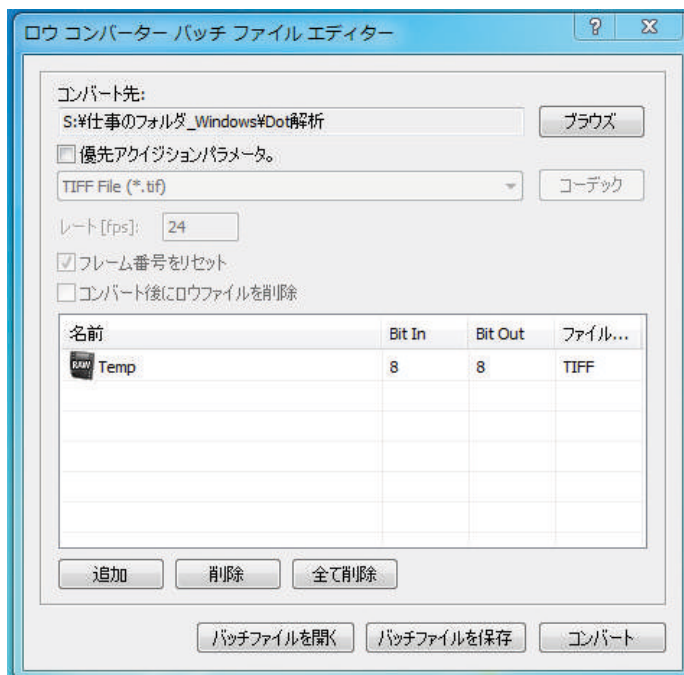 ロウ コンバーター バッチ ファイル エディター
コンバート先:
S:¥仕事のフォルダ_Windows¥Dot解析
ブラウズ
優先アクイジションパラメータ。
TIFF File (*.tif)
コーデック
レート[fps]: 24
フレーム番号をリセット
コンバート後にロウファイルを削除
名前 Bit In Bit Out ファイル...
RAW Temp 8 8 TIFF
追加 削除 全て削除
バッチファイルを開く バッチファイルを保存 コンバート